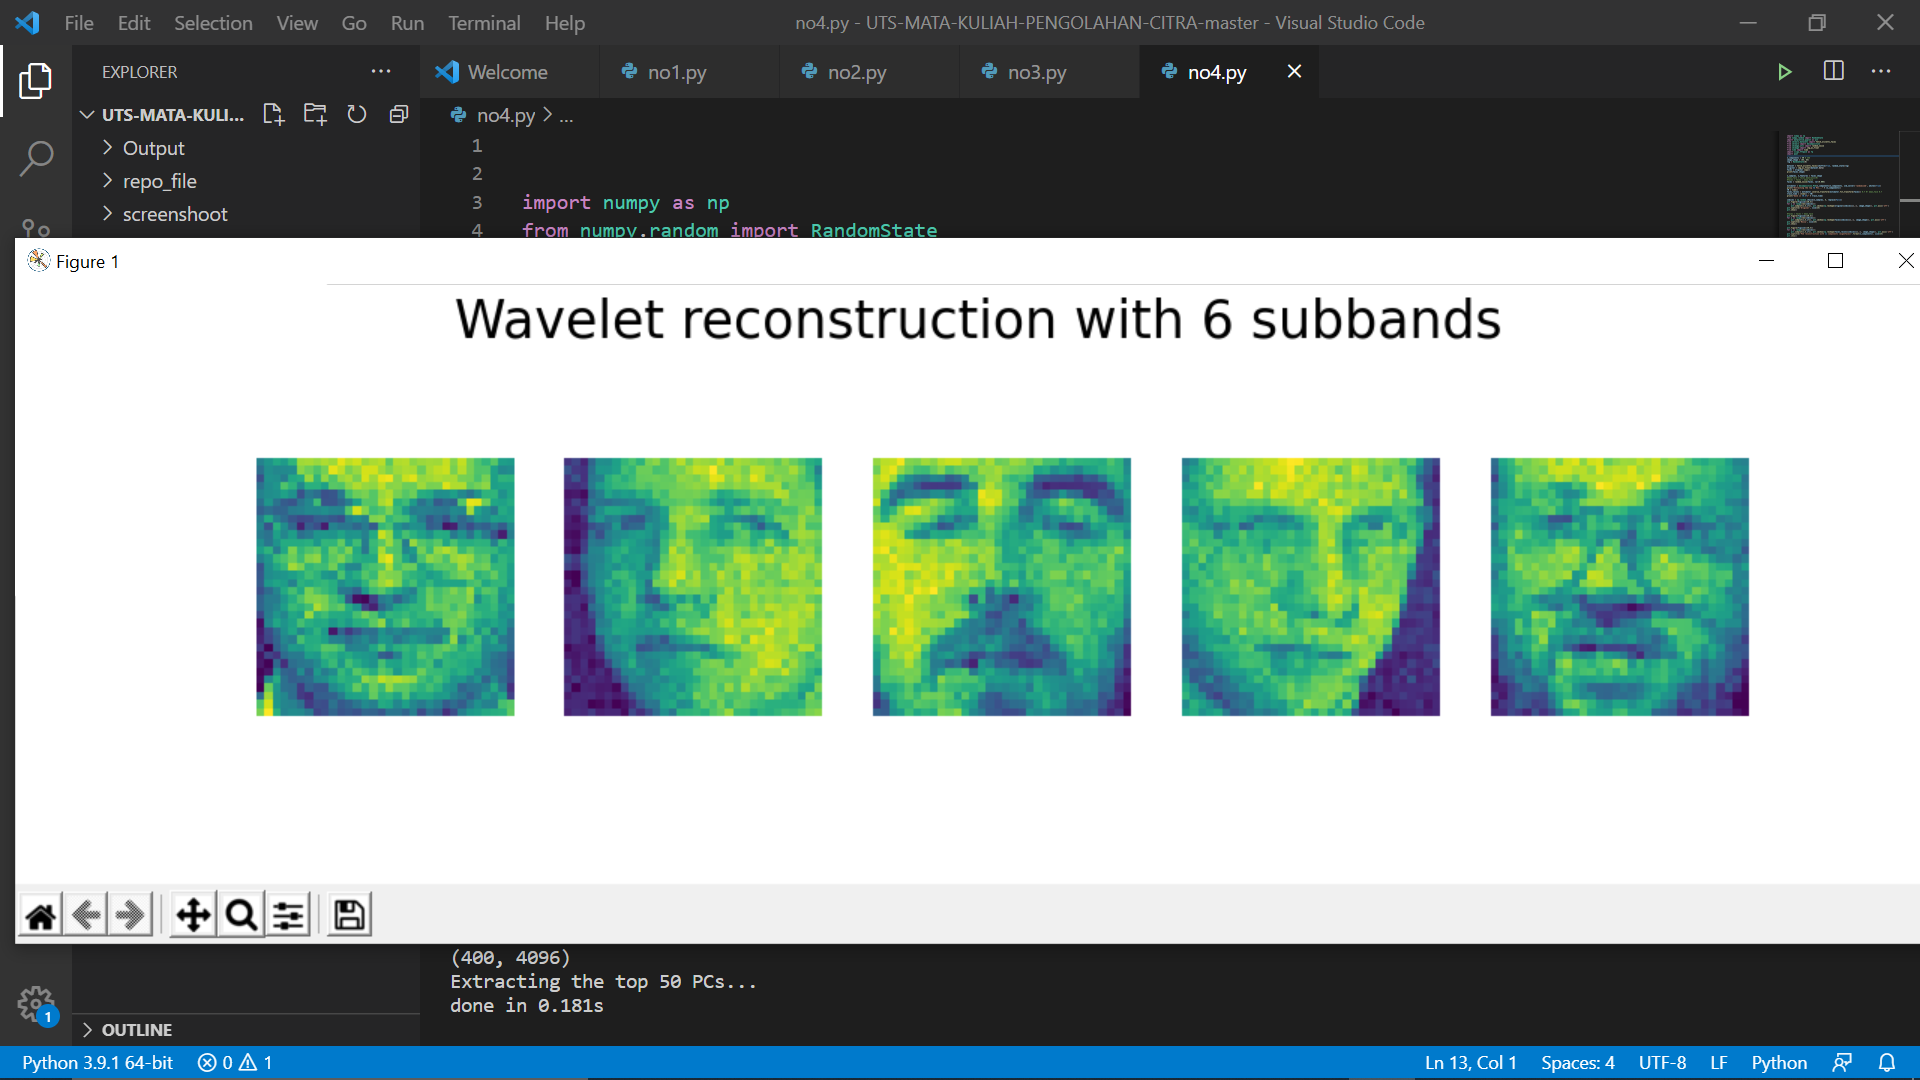 File Edit Selection View Go Run Terminal Help
no4.py - UTS-MATA-KULIAH-PENGOLAHAN-CITRA-master - Visual Studio Code
EXPLORER
Welcome
no1.py
no2.py
no3.py
no4.py
UTS-MATA-KULI...
no4.py > ...
Output
repo_file
screenshoot
1
2
3 import numpy as np
4 from numpy.random import RandomState
Figure 1
Wavelet reconstruction with 6 subbands
(400, 4096)
Extracting the top 50 PCs...
done in 0.181s
1
OUTLINE
Python 3.9.1 64-bit 0 1
Ln 13, Col 1 Spaces: 4 UTF-8 LF Python